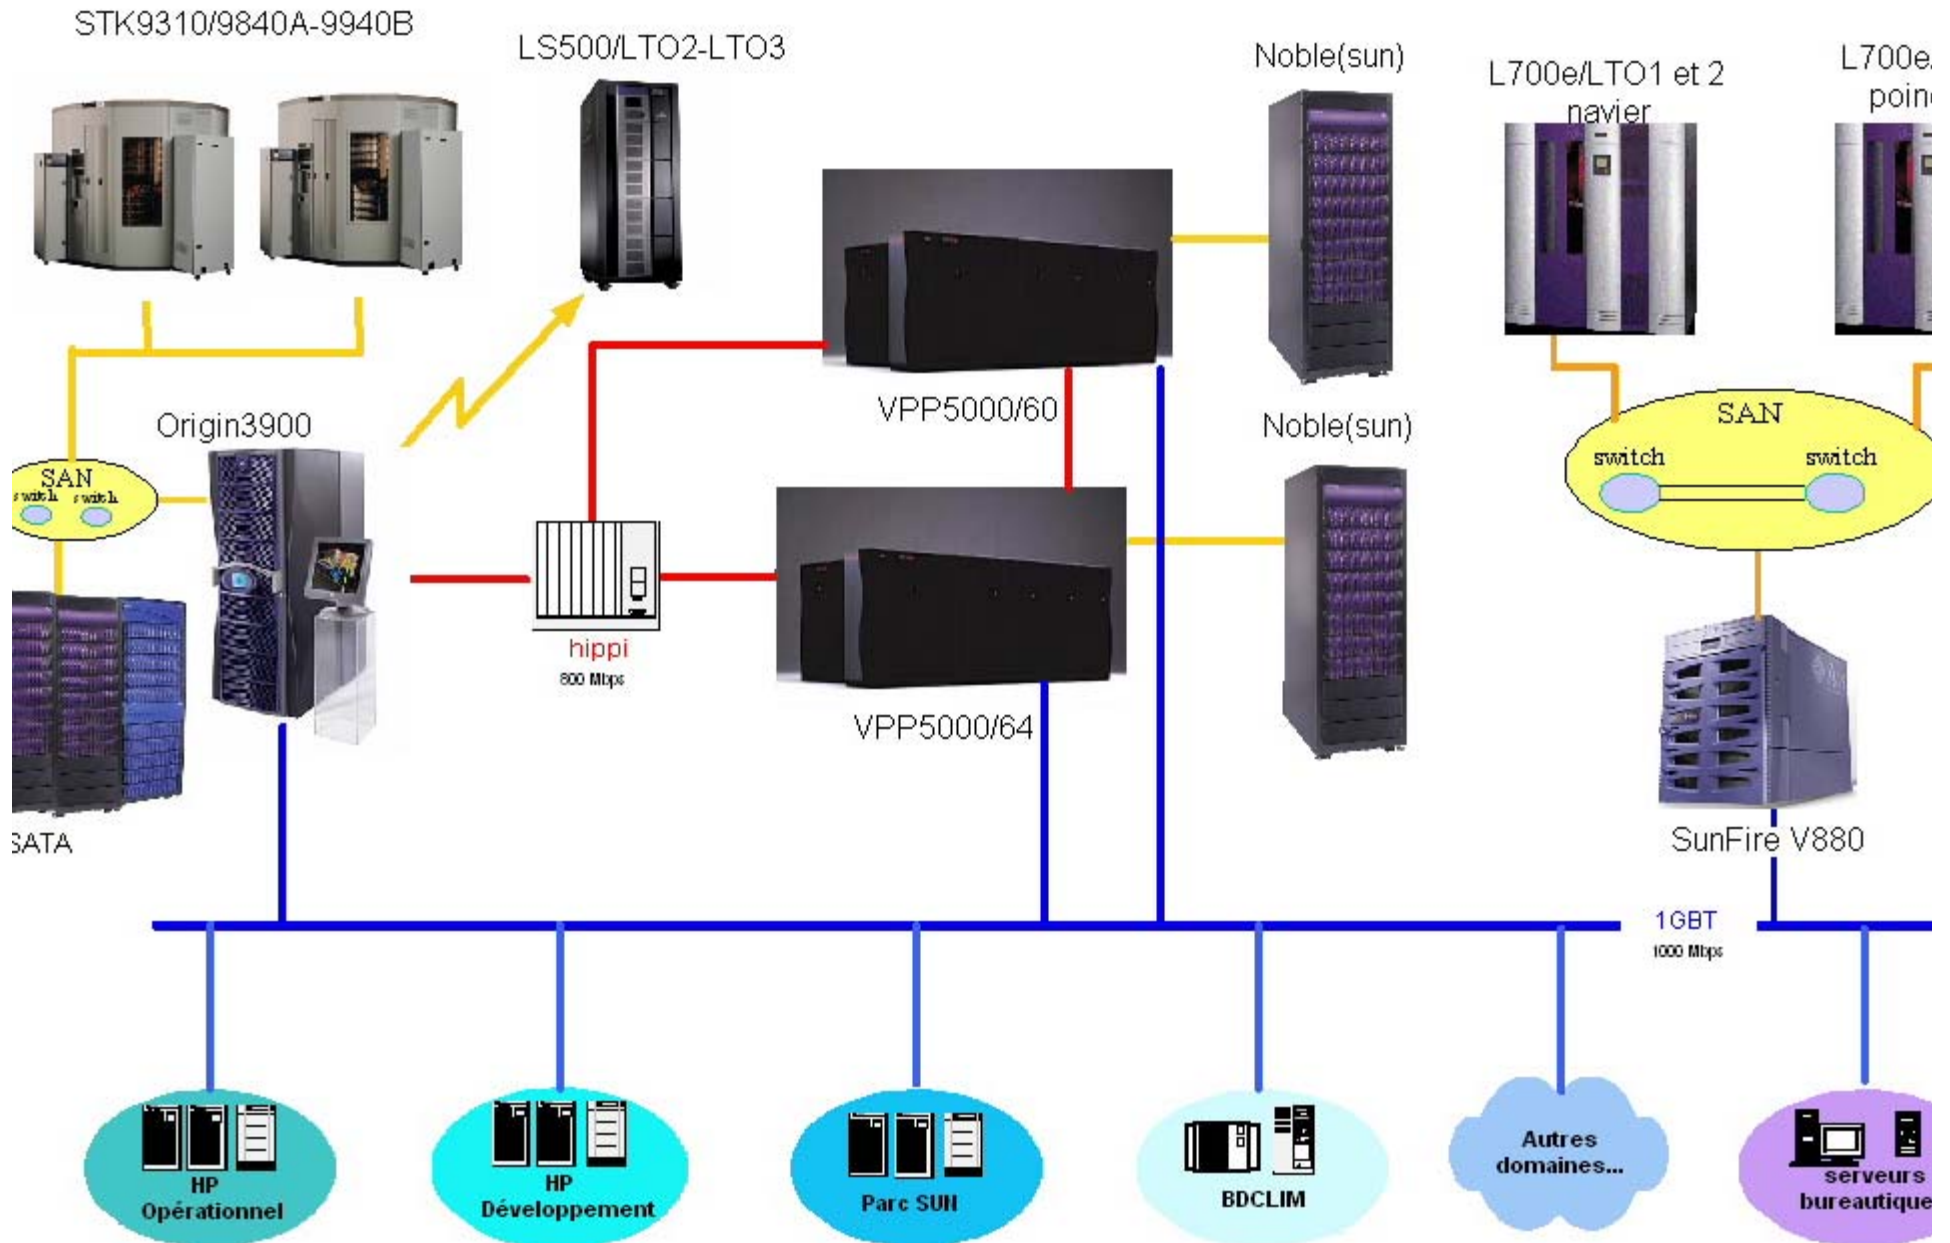 STK9310/9840A-9940B
LS500/LTO2-LTO3
Noble(sun)
L700e/LTO1 et 2
navier
L700e/
poin
VPP5000/60
Origin3900
Noble(sun)
SAN
switch switch
SAN
switch switch
hippi
800 Mbps
VPP5000/64
SATA
SunFire V880
1GBT
1000 Mbps
HP
Opérationnel
HP
Développement
Parc SUN
BDCLIM
Autres
domaines...
serveurs
bureautique